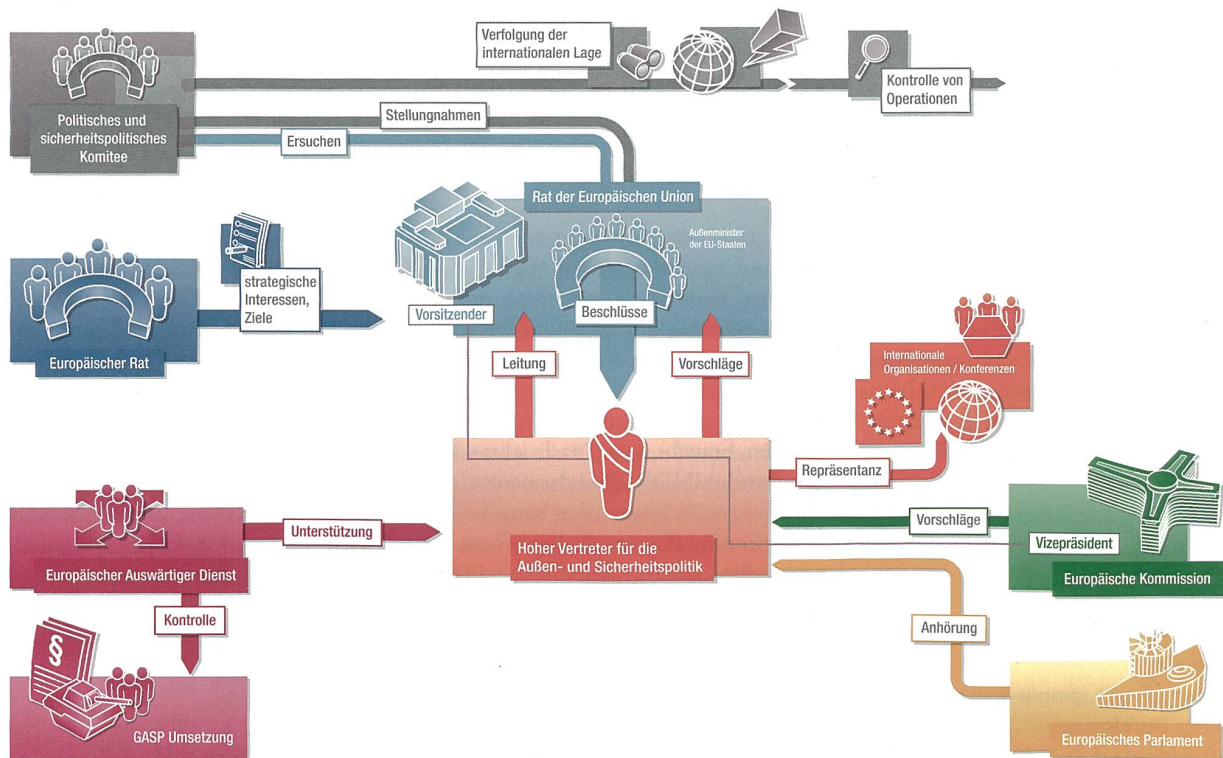 Verfolgung der
internationalen Lage
Kontrolle von
Operationen
Politisches und
sicherheitspolitisches
Komitee
Stellungnahmen
Ersuchen
Rat der Europäischen Union
Außenminister
der EU-Staaten
strategische
Interessen,
Ziele
Vorsitzender
Beschlüsse
Europäischer Rat
Leitung
Vorschläge
Internationale
Organisationen / Konferenzen
Repräsentanz
Unterstützung
Vorschläge
Vizepräsident
Hoher Vertreter für die
Außen- und Sicherheitspolitik
Europäischer Auswärtiger Dienst
Europäische Kommission
Kontrolle
Anhörung
§
GASP Umsetzung
Europäisches Parlament